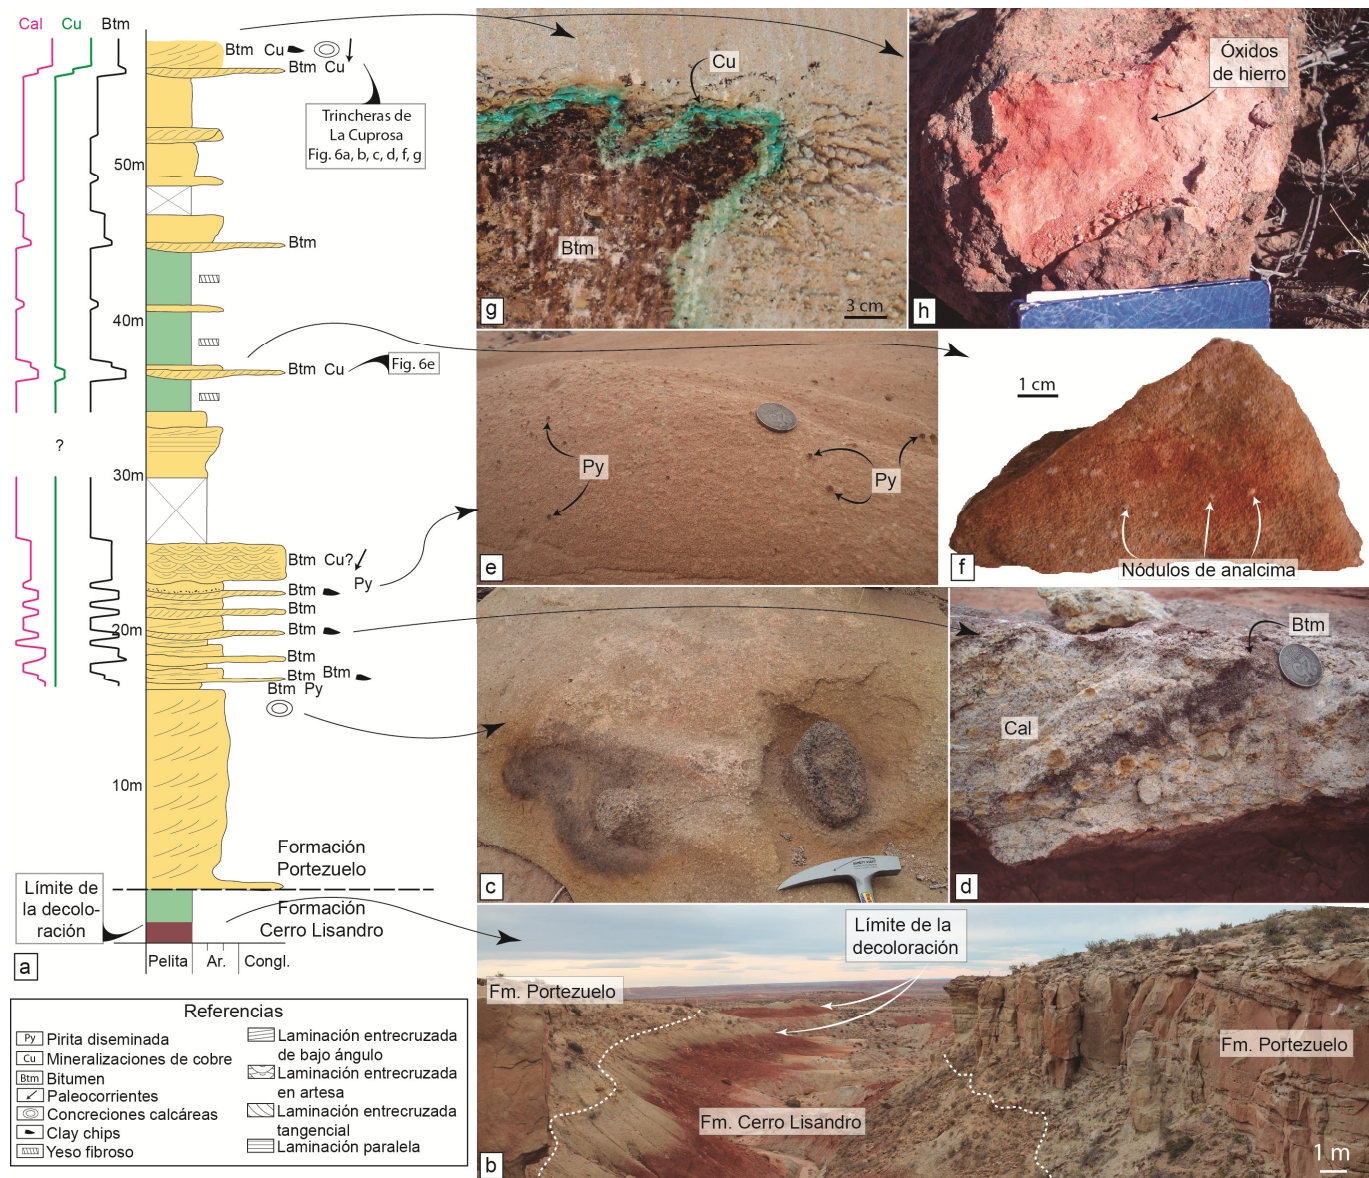 Cal
Cu
Btm
Btm Cu
Btm Cu
Trincheras de
La Cuprosa
Fig. 6a, b, c, d, f, g
50m
Btm
40m
Btm Cu
Fig. 6e
?
30m
Btm Cu?
Py
Btm
Btm
20m
Btm
Btm
Btm Btm
Btm Py
10m
Formación
Portezuelo
Límite de
la decolo-
ración
Formación
Cerro Lisandro
Pelita
Ar.
Congl.
a
Referencias
Py Pirita diseminada
Cu Mineralizaciones de cobre
Btm Bitumen
Paleocorrientes
Concreciones calcáreas
Clay chips
Yeso fibroso
Laminación entrecruzada
de bajo ángulo
Laminación entrecruzada
en artesa
Laminación entrecruzada
tangencial
Laminación paralela
Cu
Btm
g
3 cm
Óxidos
de hierro
h
Py
Py
e
1 cm
Nódulos de analcima
f
c
Btm
Cal
d
Límite de la
decoloración
Fm. Portezuelo
Fm. Portezuelo
Fm. Cerro Lisandro
b
1 m